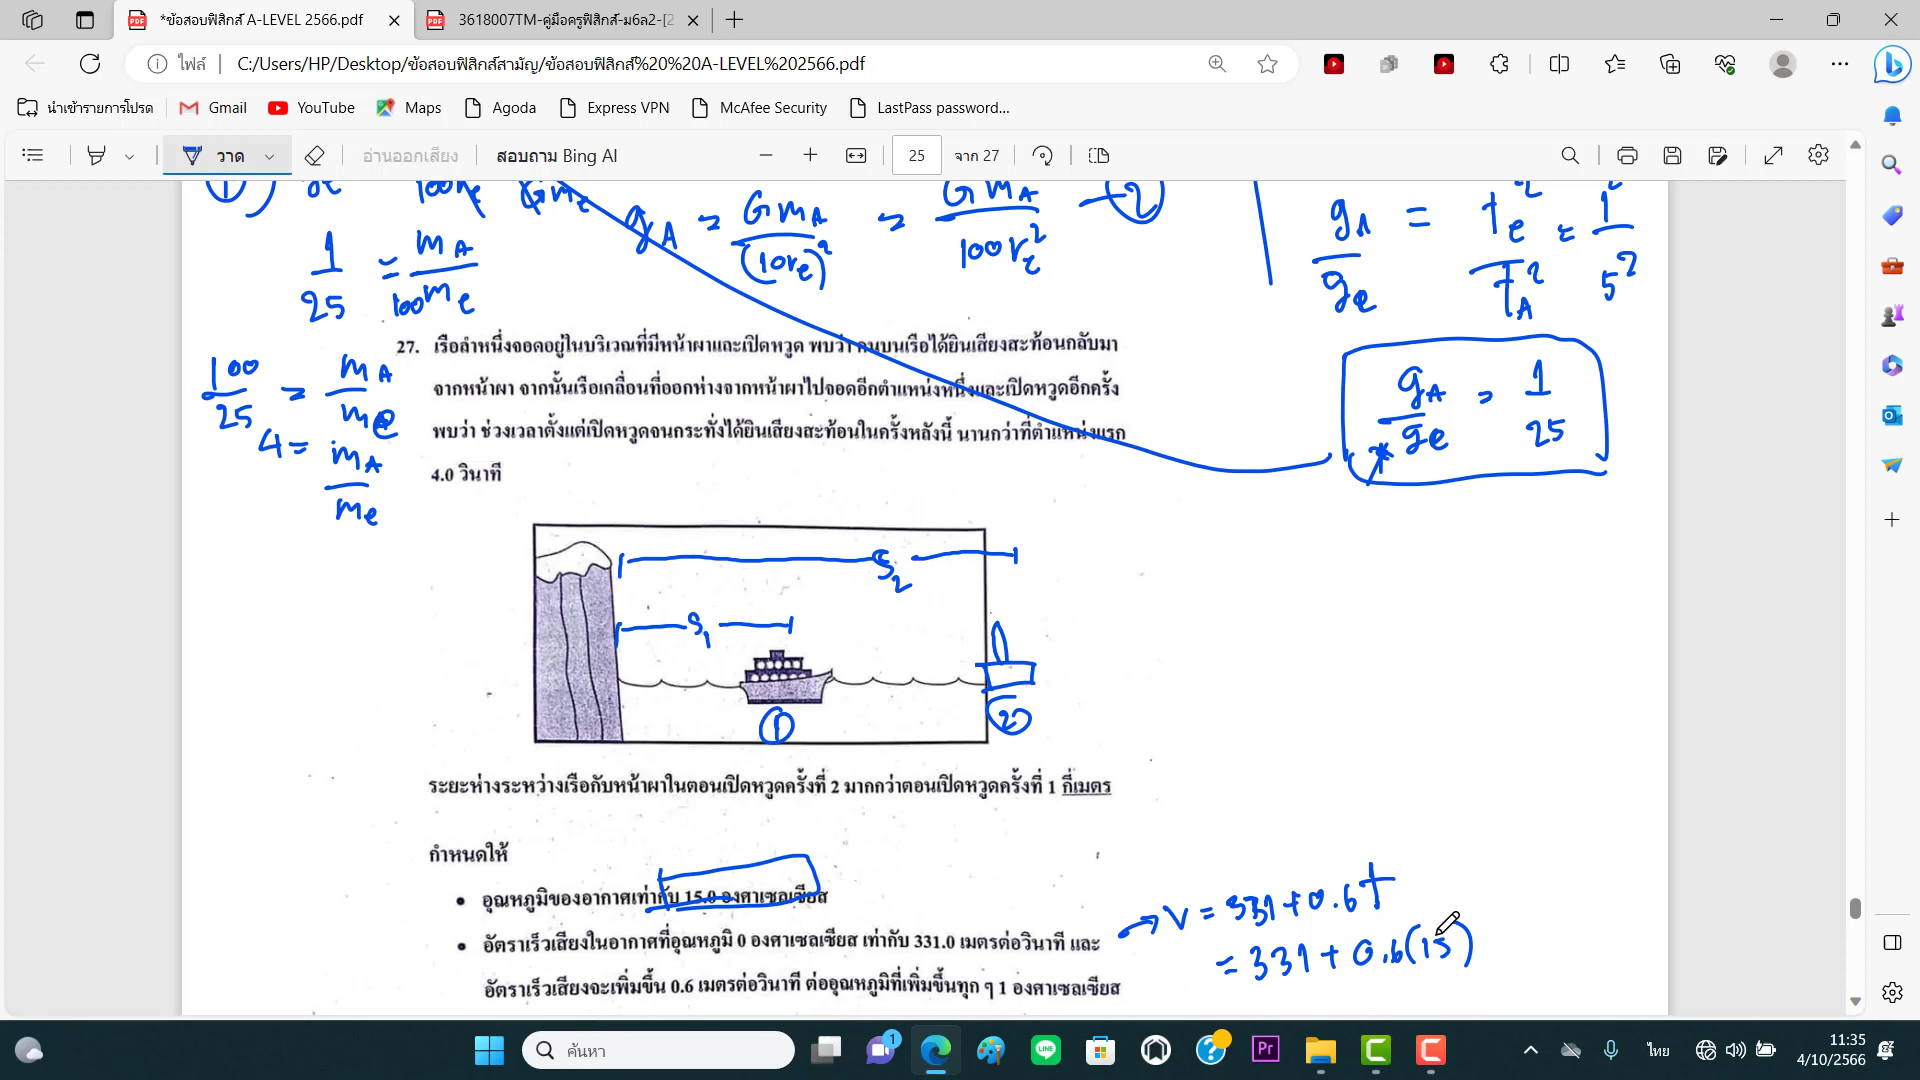 *ข้อสอบฟิสิกส์ A-LEVEL 2566.pdf
3618007TM-คู่มือครูฟิสิกส์-ม6ล2-[2
ไฟล์
C:/Users/HP/Desktop/ข้อสอบฟิสิกส์สามัญ/ข้อสอบฟิสิกส์%20%20A-LEVEL%202566.pdf
นำเข้ารายการโปรด
Gmail
YouTube
Maps
Agoda
Express VPN
McAfee Security
LastPass password...
วาด
อ่านออกเสียง
สอบถาม Bing AI
25
จาก 27
1/25 = mA/100me
gA = GmA/(10re)² = GmA/100re² — ②
gA/ge = Te²/TA² = 1²/5²
100/25 = mA/me
4 = mA/me
gA/ge = 1/25
27. เรือลำหนึ่งจอดอยู่ในบริเวณที่มีหน้าผาและเปิดหวูด พบว่า คนบนเรือได้ยินเสียงสะท้อนกลับมา
จากหน้าผา จากนั้นเรือเคลื่อนที่ออกห่างจากหน้าผาไปจอดอีกตำแหน่งหนึ่งและเปิดหวูดอีกครั้ง
พบว่า ช่วงเวลาตั้งแต่เปิดหวูดจนกระทั่งได้ยินเสียงสะท้อนในครั้งหลังนี้ นานกว่าที่ตำแหน่งแรก
4.0 วินาที
S2
S1
①
②
ระยะห่างระหว่างเรือกับหน้าผาในตอนเปิดหวูดครั้งที่ 2 มากกว่าตอนเปิดหวูดครั้งที่ 1 กี่เมตร
กำหนดให้
• อุณหภูมิของอากาศเท่ากับ 15.0 องศาเซลเซียส
• อัตราเร็วเสียงในอากาศที่อุณหภูมิ 0 องศาเซลเซียส เท่ากับ 331.0 เมตรต่อวินาที และ
อัตราเร็วเสียงจะเพิ่มขึ้น 0.6 เมตรต่อวินาที ต่ออุณหภูมิที่เพิ่มขึ้นทุก ๆ 1 องศาเซลเซียส
→ V = 331+0.6t
= 331 + 0.6(15)
ค้นหา
1
LINE
Pr
ไทย
11:35
4/10/2566